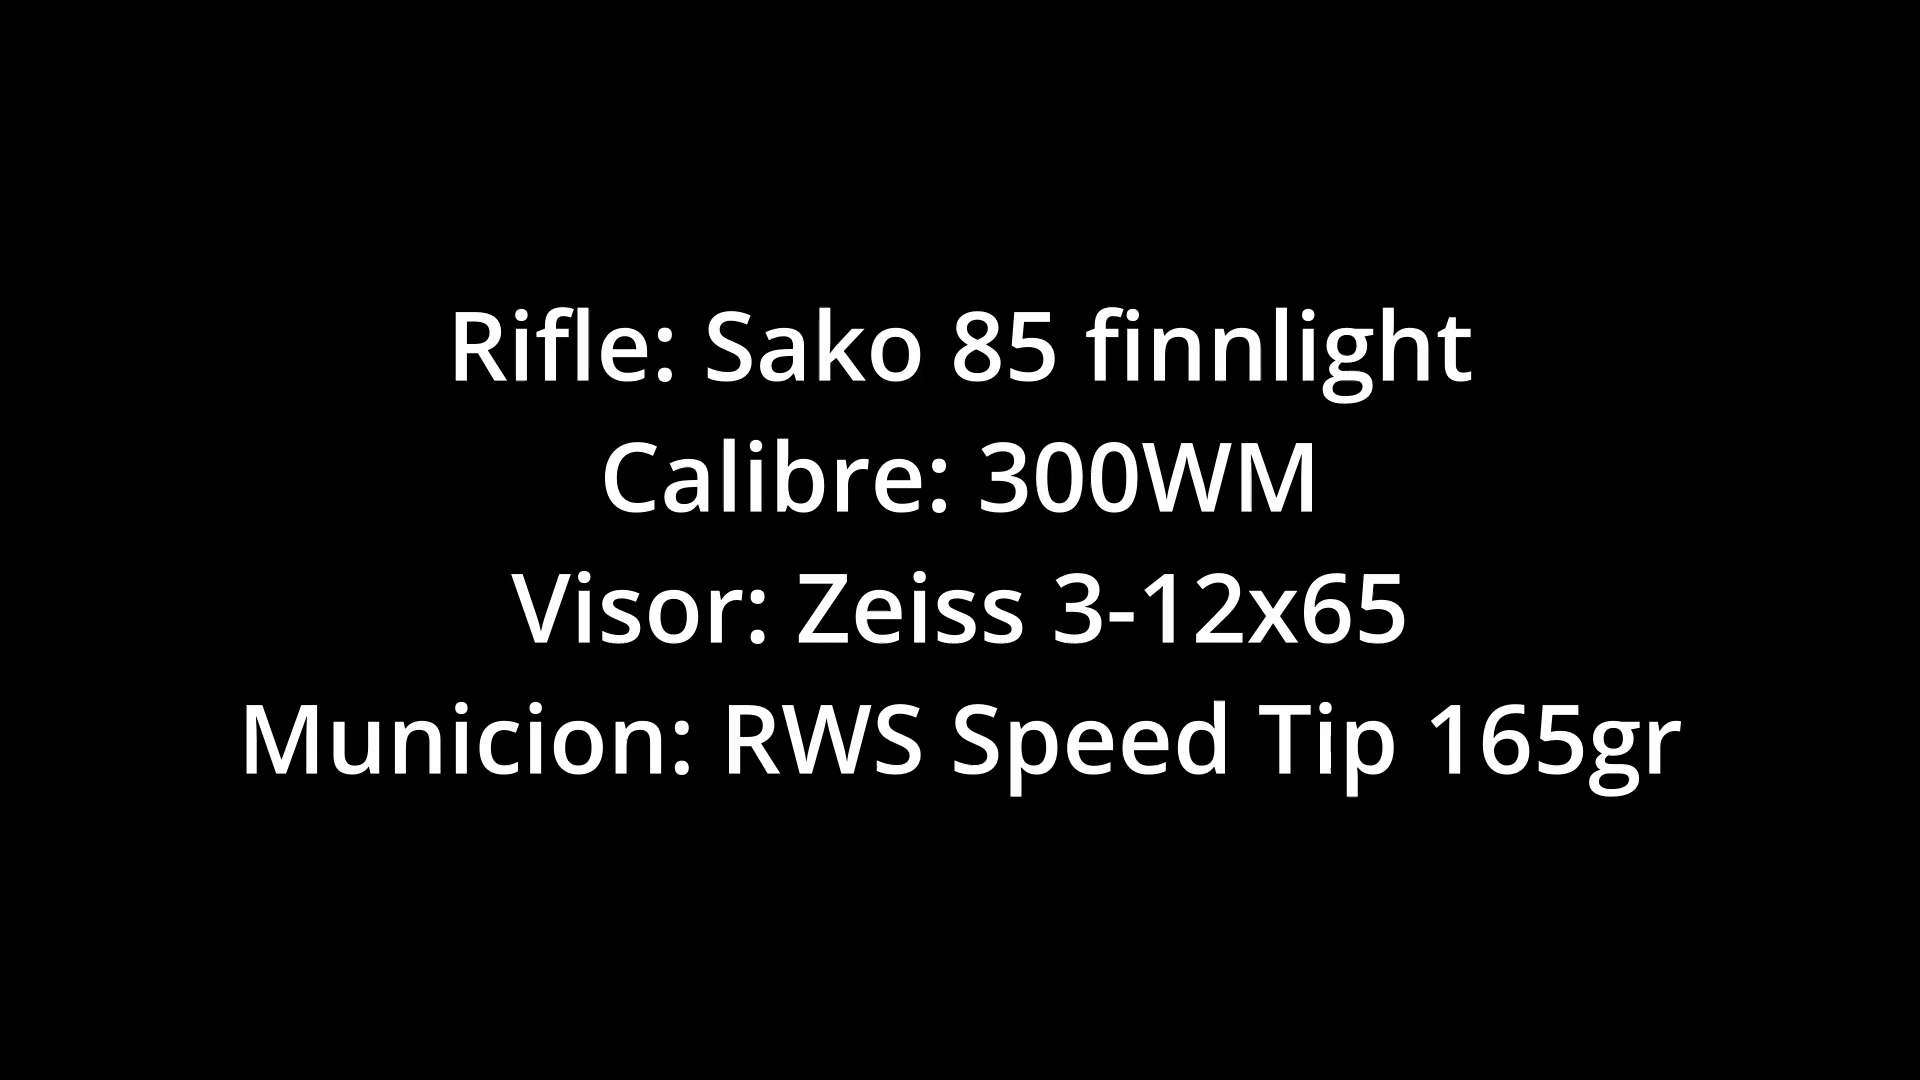 Rifle: Sako 85 finnlight
Calibre: 300WM
Visor: Zeiss 3-12x65
Municion: RWS Speed Tip 165gr